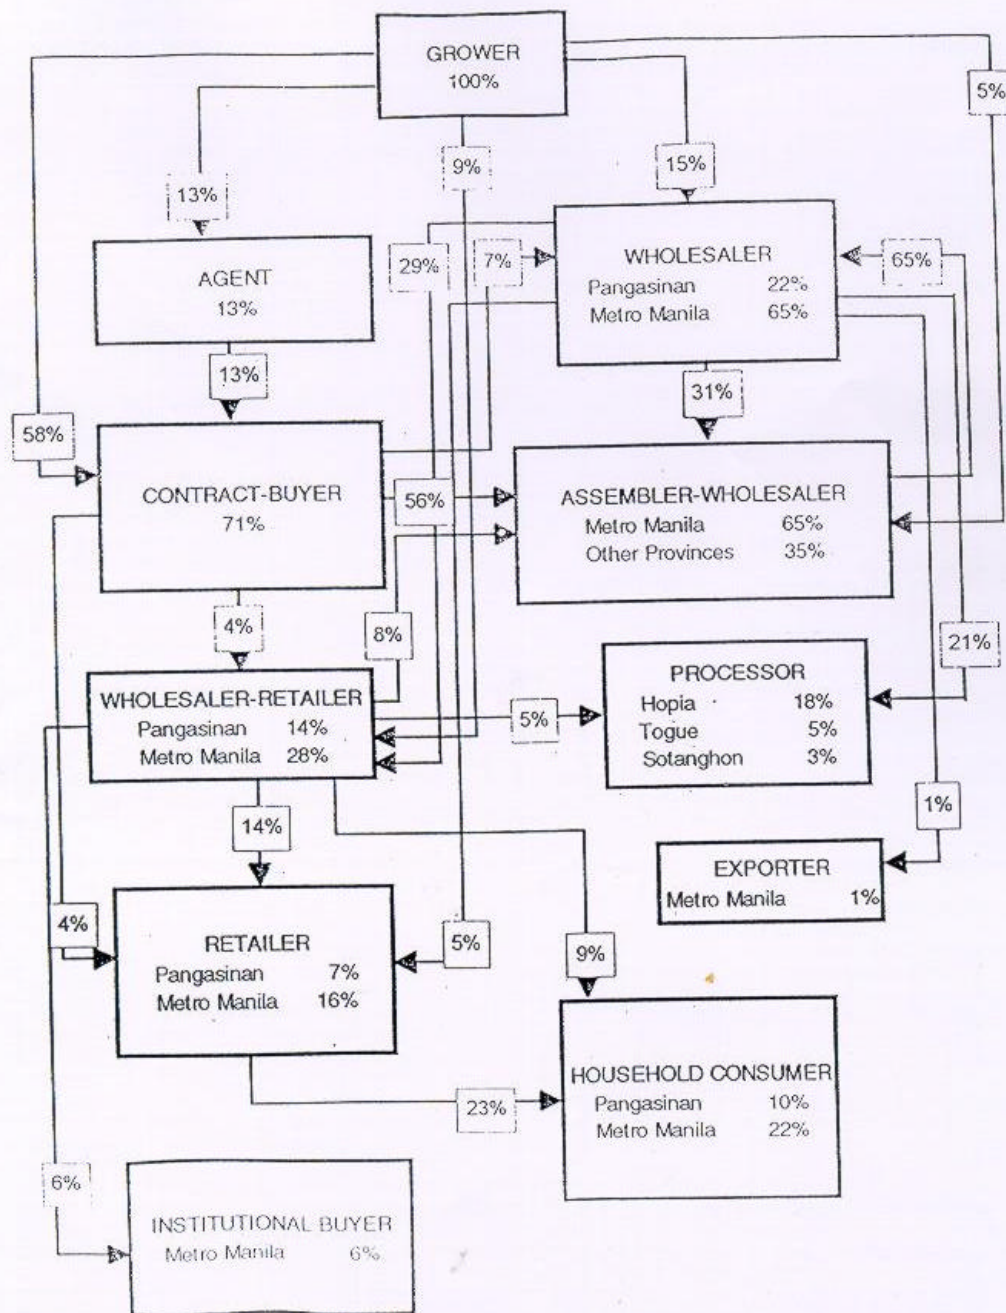 GROWER
100%
5%
9%
15%
13%
WHOLESALER
Pangasinan 22%
Metro Manila 65%
29%
7%
65%
AGENT
13%
13%
31%
58%
CONTRACT-BUYER
71%
56%
ASSEMBLER-WHOLESALER
Metro Manila 65%
Other Provinces 35%
4%
8%
21%
WHOLESALER-RETAILER
Pangasinan 14%
Metro Manila 28%
5%
PROCESSOR
Hopia 18%
Togue 5%
Sotanghon 3%
14%
1%
EXPORTER
Metro Manila 1%
4%
RETAILER
Pangasinan 7%
Metro Manila 16%
5%
9%
23%
HOUSEHOLD CONSUMER
Pangasinan 10%
Metro Manila 22%
6%
INSTITUTIONAL BUYER
Metro Manila 6%